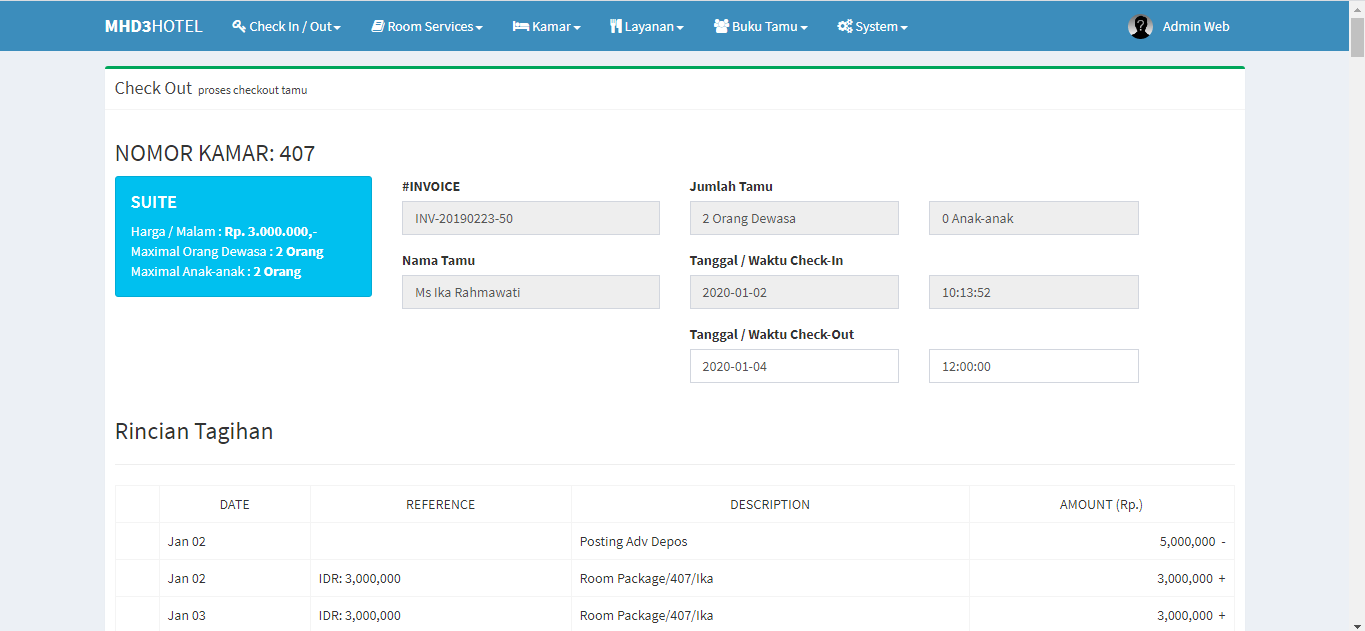 MHD3HOTEL Check In / Out Room Services Kamar Layanan Buku Tamu System Admin Web
Check Out proses checkout tamu
NOMOR KAMAR: 407
SUITE
Harga / Malam : Rp. 3.000.000,-
Maximal Orang Dewasa : 2 Orang
Maximal Anak-anak : 2 Orang
#INVOICE
INV-20190223-50
Nama Tamu
Ms Ika Rahmawati
Jumlah Tamu
2 Orang Dewasa 0 Anak-anak
Tanggal / Waktu Check-In
2020-01-02 10:13:52
Tanggal / Waktu Check-Out
2020-01-04 12:00:00
Rincian Tagihan
DATE REFERENCE DESCRIPTION AMOUNT (Rp.)
Jan 02 Posting Adv Depos 5,000,000 -
Jan 02 IDR: 3,000,000 Room Package/407/Ika 3,000,000 +
Jan 03 IDR: 3,000,000 Room Package/407/Ika 3,000,000 +